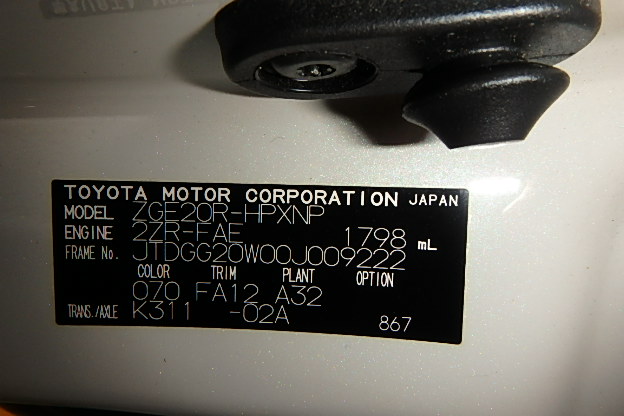 TOYOTA MOTOR CORPORATION JAPAN
MODEL ZGE20R-HPXNP
ENGINE 2ZR-FAE 1798 mL
FRAME No. JTDGG20W00J009222
COLOR TRIM PLANT OPTION
070 FA12 A32
TRANS./AXLE K311 -02A 867